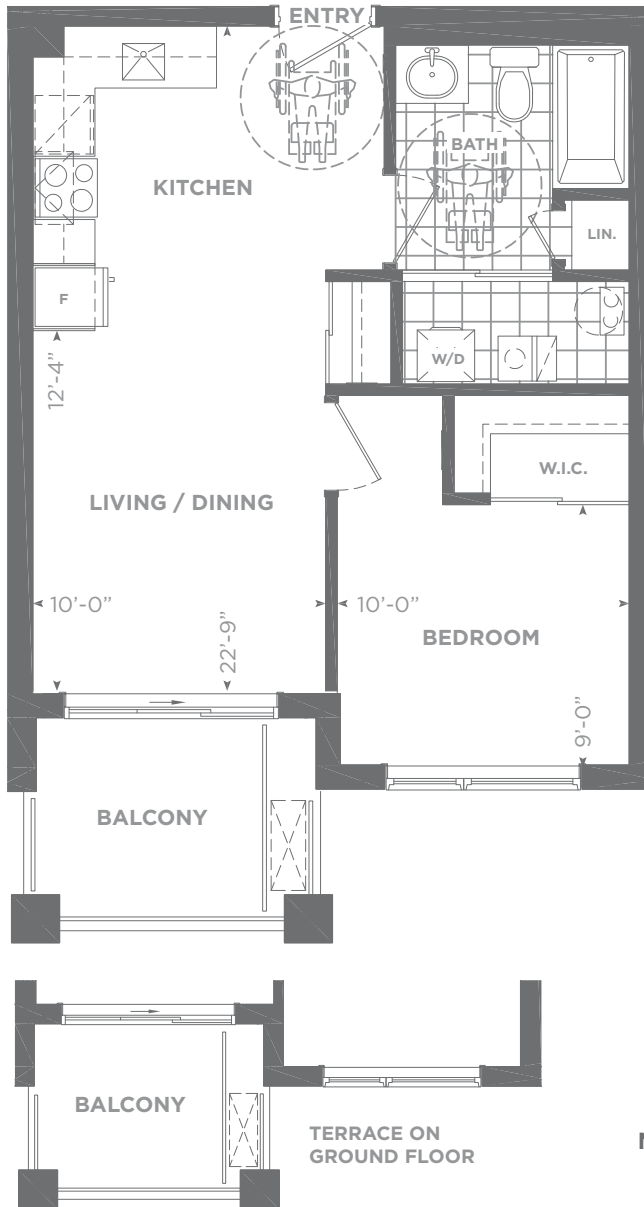 ENTRY
BATH
KITCHEN
LIN.
F
W/D
12’-4”
W.I.C.
LIVING / DINING
10’-0”
10’-0”
BEDROOM
22’-9”
9’-0”
BALCONY
BALCONY
TERRACE ON
GROUND FLOOR